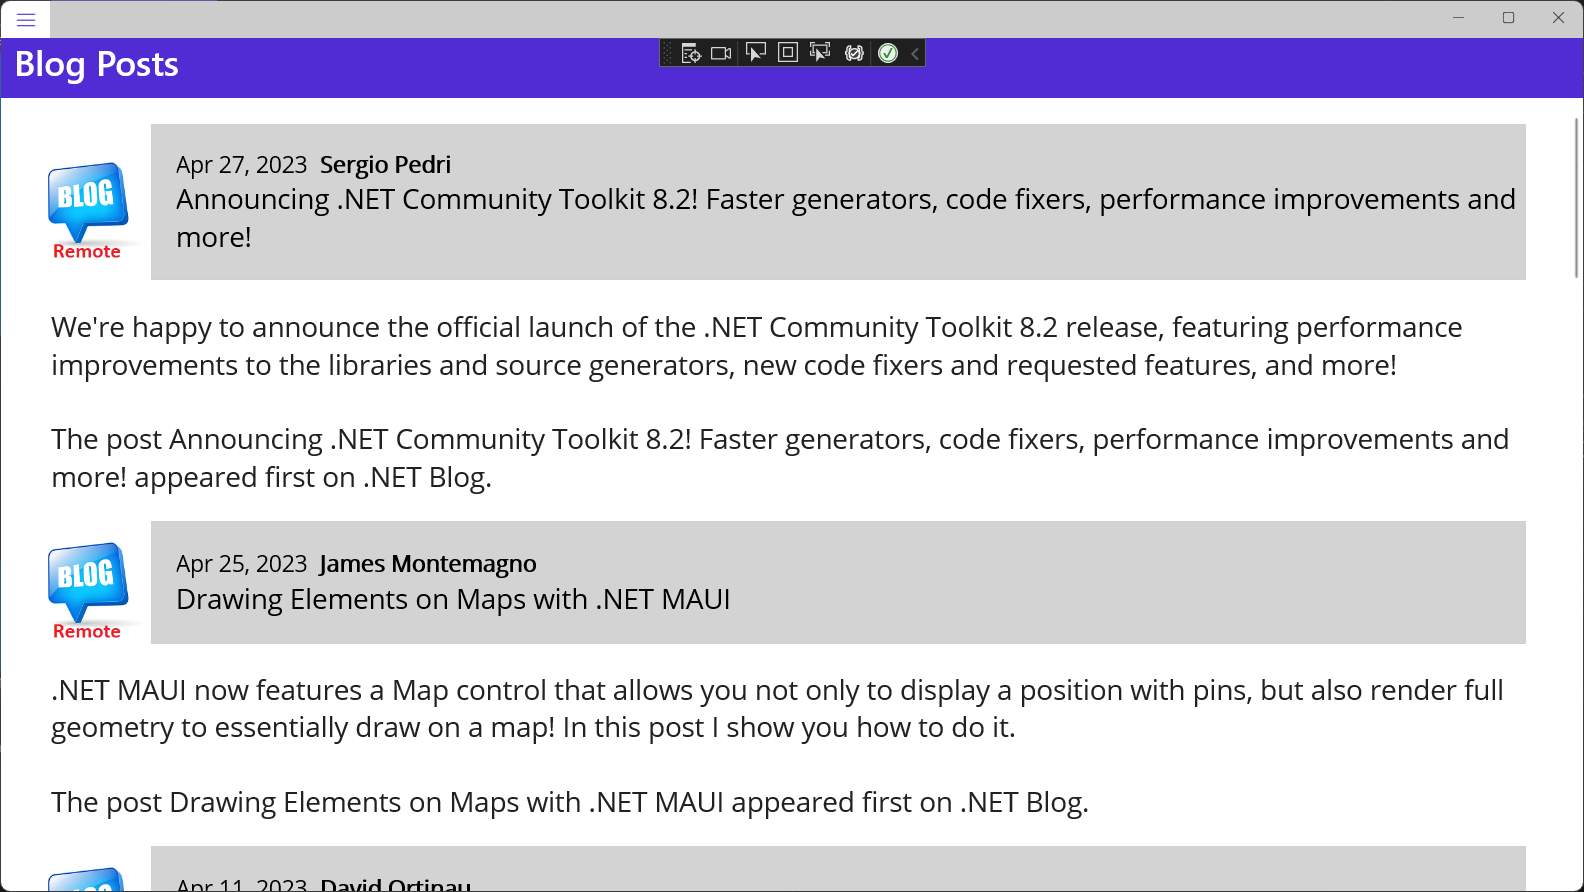 Blog Posts
BLOG
Remote
Apr 27, 2023 Sergio Pedri
Announcing .NET Community Toolkit 8.2! Faster generators, code fixers, performance improvements and
more!
We're happy to announce the official launch of the .NET Community Toolkit 8.2 release, featuring performance
improvements to the libraries and source generators, new code fixers and requested features, and more!
The post Announcing .NET Community Toolkit 8.2! Faster generators, code fixers, performance improvements and
more! appeared first on .NET Blog.
BLOG
Remote
Apr 25, 2023 James Montemagno
Drawing Elements on Maps with .NET MAUI
.NET MAUI now features a Map control that allows you not only to display a position with pins, but also render full
geometry to essentially draw on a map! In this post I show you how to do it.
The post Drawing Elements on Maps with .NET MAUI appeared first on .NET Blog.
Apr 11, 2023 David Ortinau